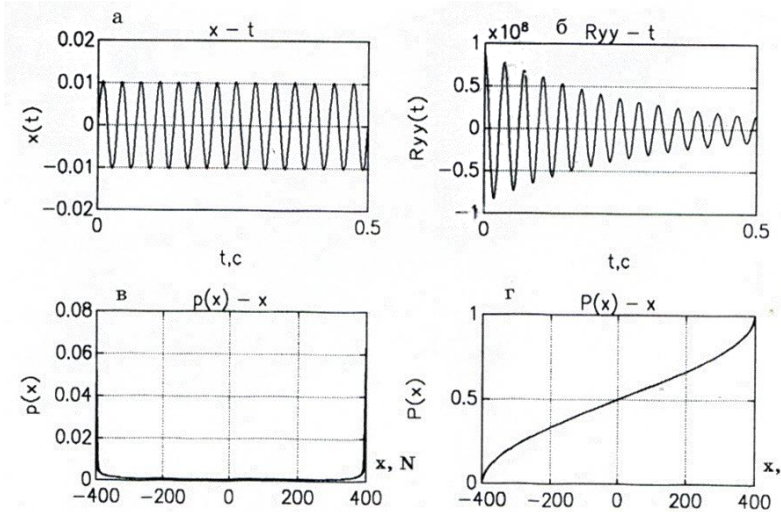 а
x − t
0.02
0.01
0
−0.01
−0.02
x(t)
0
0.5
t,c
б
Ryy − t
1 x10⁸
0.5
0
−0.5
−1
Ryy(t)
0
0.5
t,c
в
p(x) − x
0.08
0.06
0.04
0.02
0
p(x)
x, N
−400
−200
0
200
400
г
P(x) − x
1
0.5
0
P(x)
x,
−400
−200
0
200
400